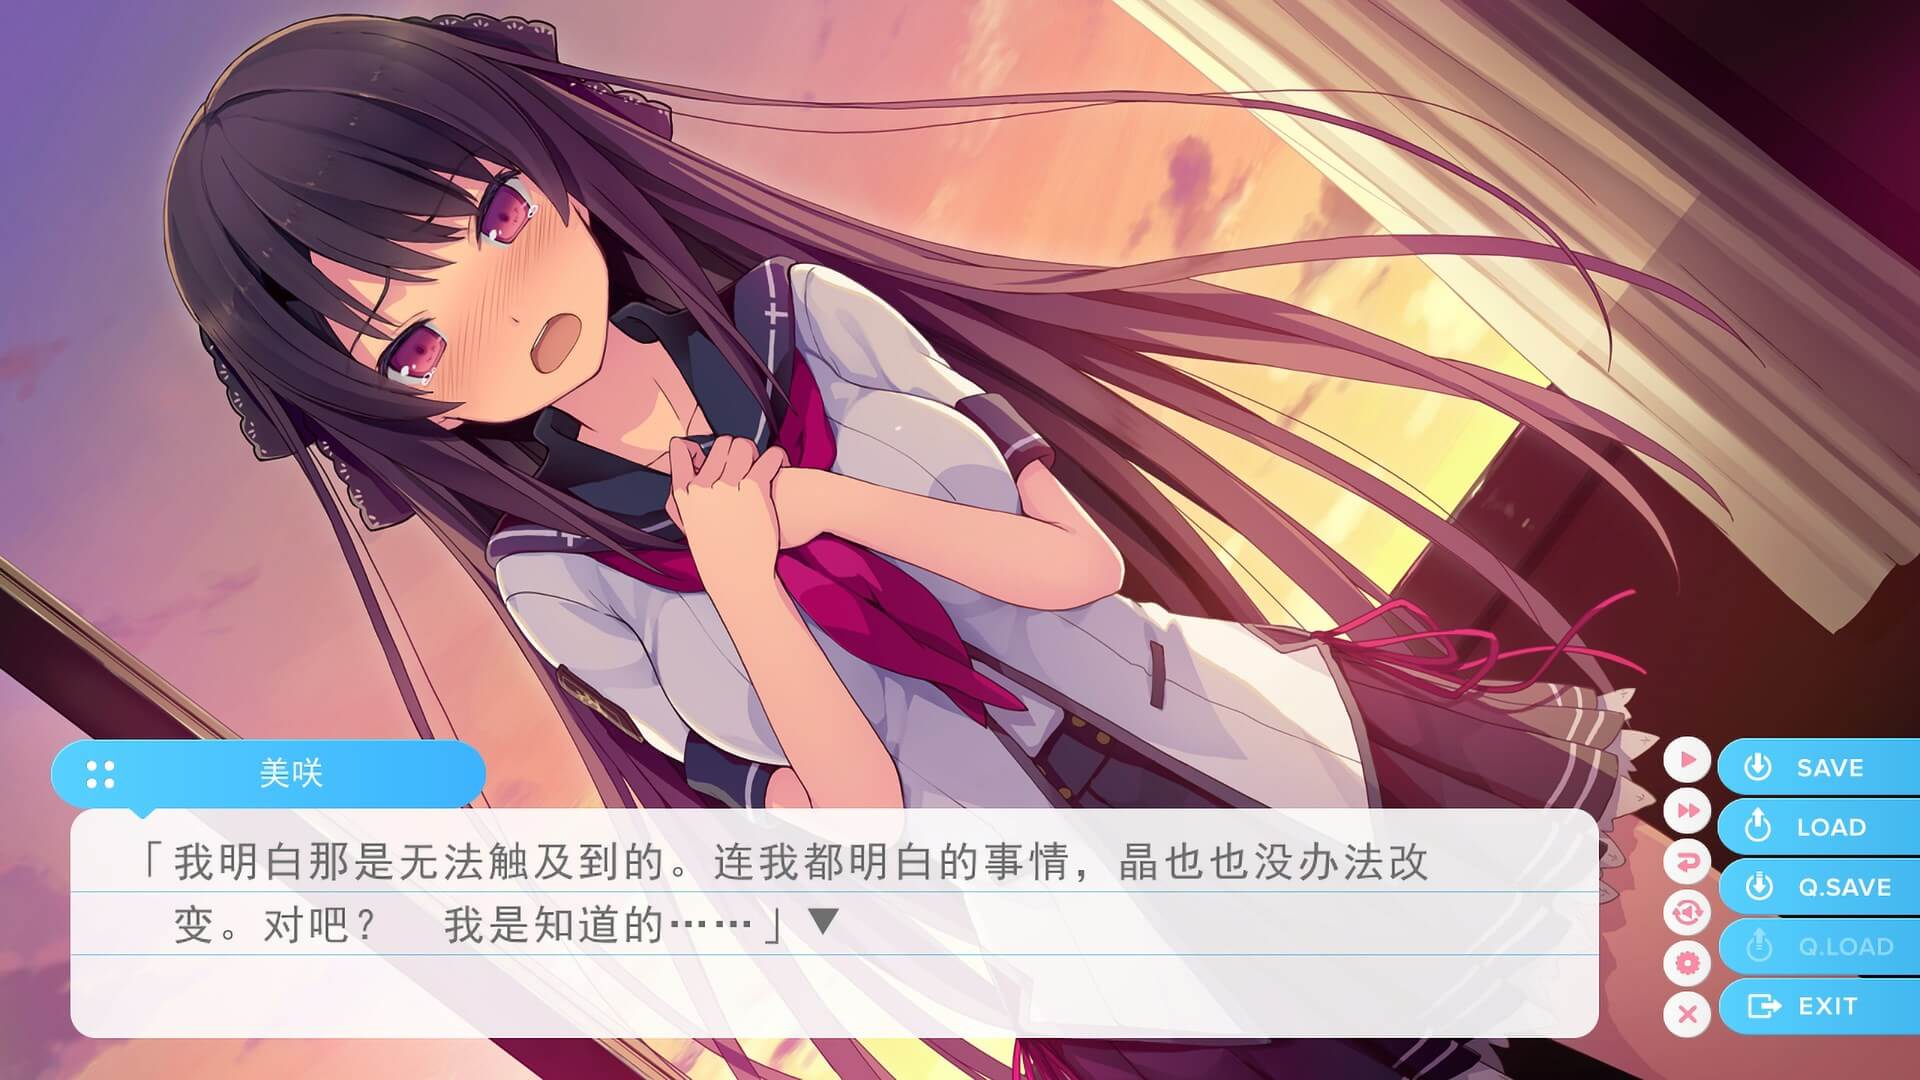 美咲
「我明白那是无法触及到的。连我都明白的事情，晶也也没办法改
变。对吧？　我是知道的……」▼
SAVE
LOAD
Q.SAVE
Q.LOAD
EXIT